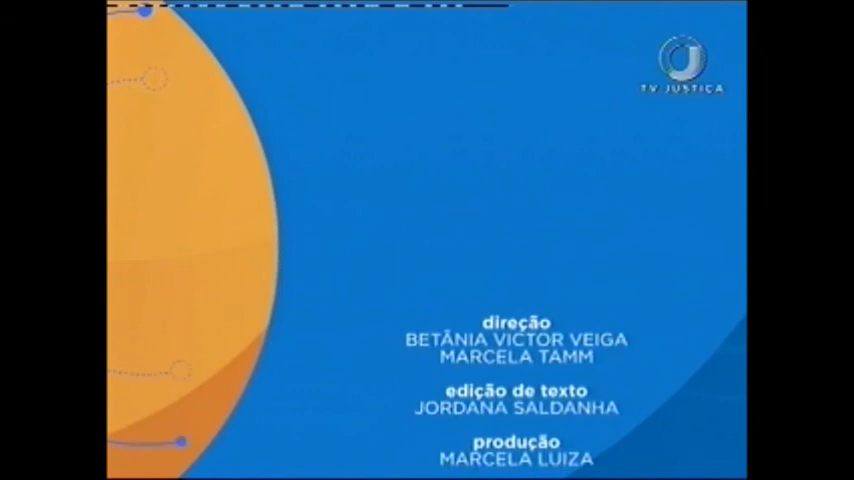 TV JUSTIÇA
direção
BETÂNIA VICTOR VEIGA
MARCELA TAMM
edição de texto
JORDANA SALDANHA
produção
MARCELA LUIZA